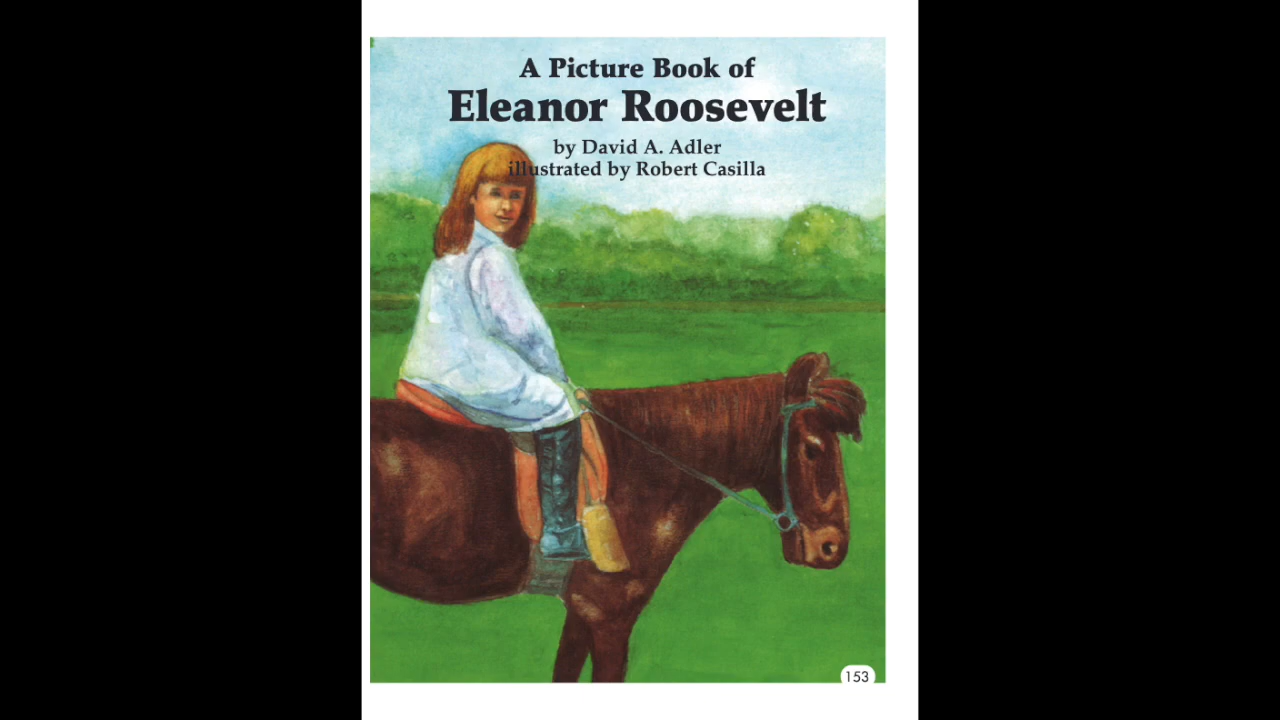 A Picture Book of
Eleanor Roosevelt
by David A. Adler
illustrated by Robert Casilla
153